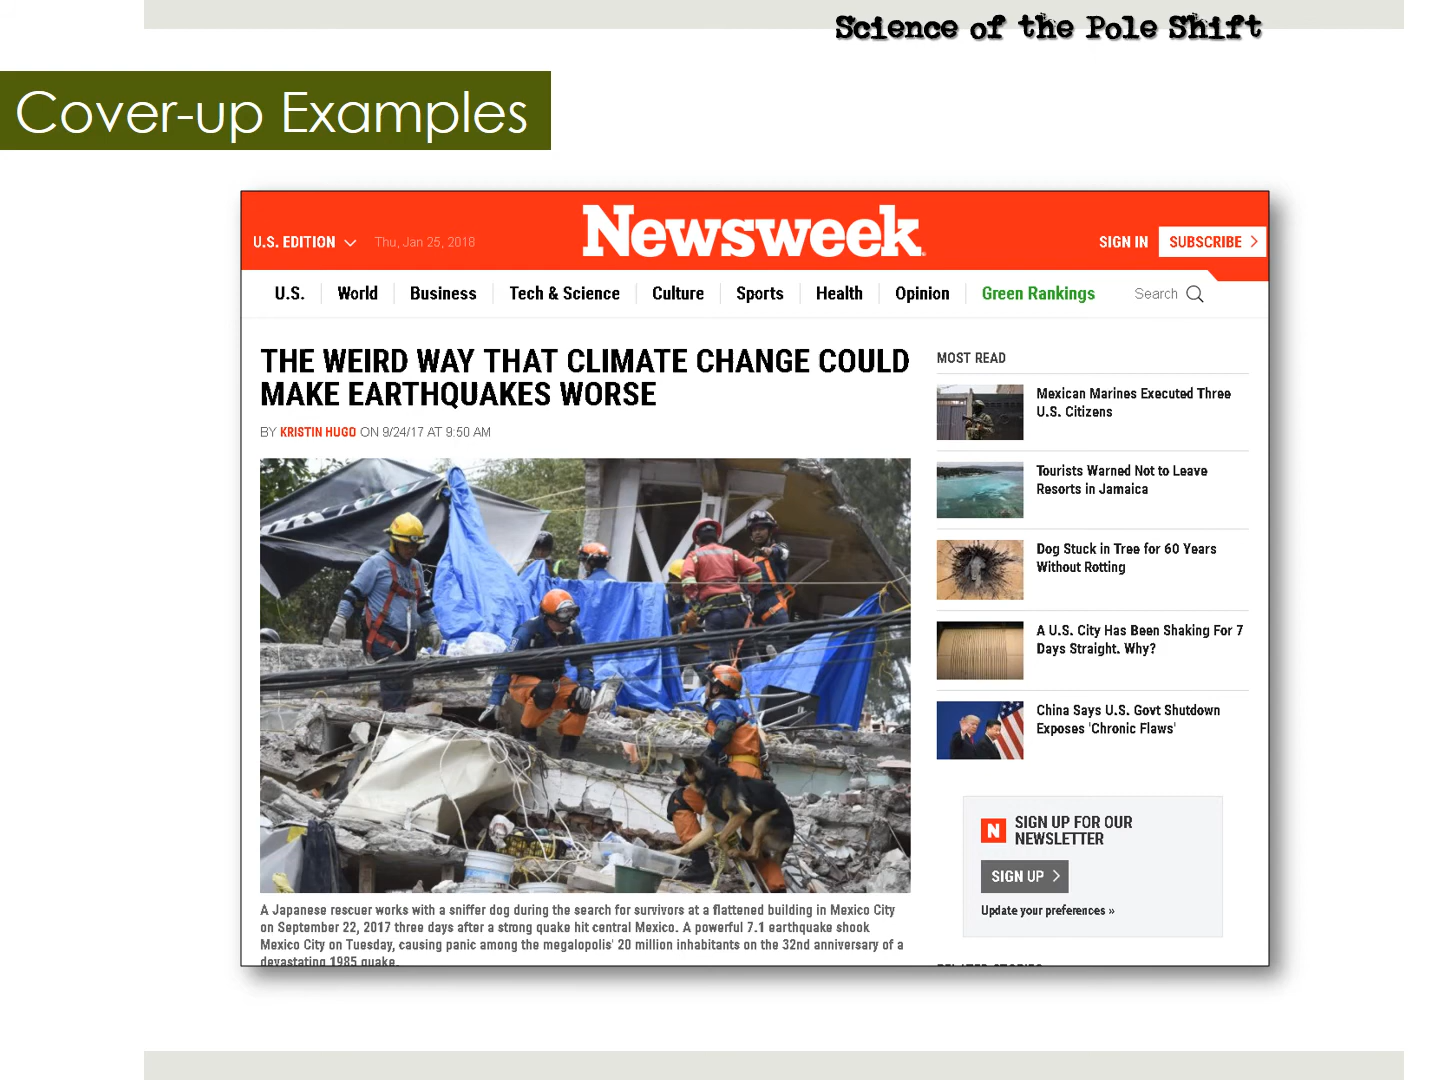 Science of the Pole Shift
Cover-up Examples
Newsweek
U.S. EDITION
Thu, Jan 25, 2018
SIGN IN
SUBSCRIBE
U.S.
World
Business
Tech & Science
Culture
Sports
Health
Opinion
Green Rankings
Search
THE WEIRD WAY THAT CLIMATE CHANGE COULD
MAKE EARTHQUAKES WORSE
BY KRISTIN HUGO ON 9/24/17 AT 9:50 AM
A Japanese rescuer works with a sniffer dog during the search for survivors at a flattened building in Mexico City
on September 22, 2017 three days after a strong quake hit central Mexico. A powerful 7.1 earthquake shook
Mexico City on Tuesday, causing panic among the megalopolis' 20 million inhabitants on the 32nd anniversary of a
devastating 1985 quake.
MOST READ
Mexican Marines Executed Three
U.S. Citizens
Tourists Warned Not to Leave
Resorts in Jamaica
Dog Stuck in Tree for 60 Years
Without Rotting
A U.S. City Has Been Shaking For 7
Days Straight. Why?
China Says U.S. Govt Shutdown
Exposes 'Chronic Flaws'
N
SIGN UP FOR OUR
NEWSLETTER
SIGN UP
Update your preferences »
RELATED STORIES